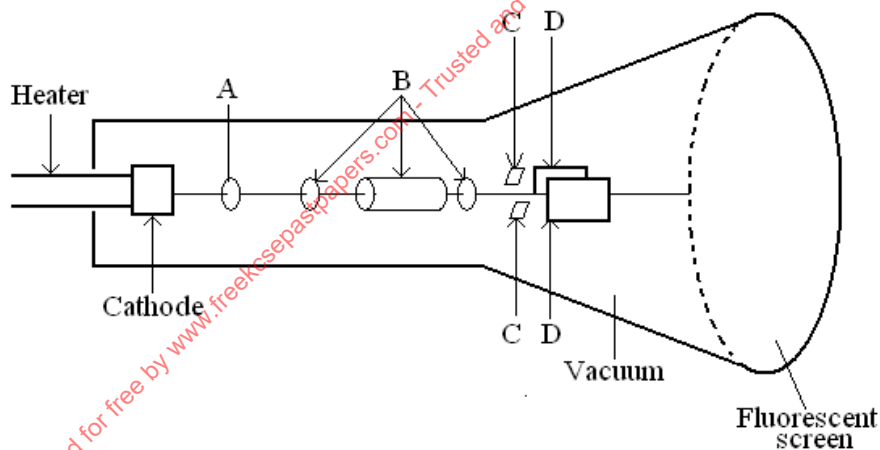 C D
A
B
Heater
Cathode
C D
Vacuum
Fluorescent
screen
d for free by www.freekcsepastpapers.com - Trusted and